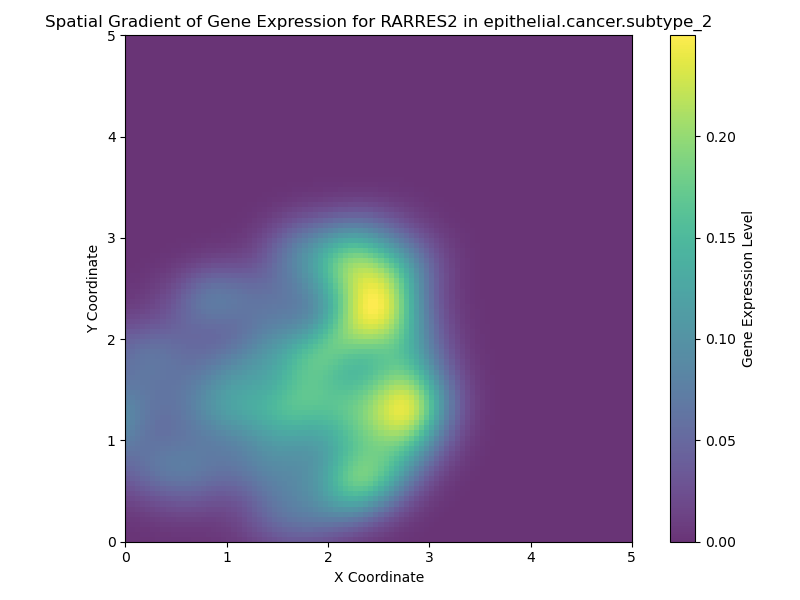 Spatial Gradient of Gene Expression for RARRES2 in epithelial.cancer.subtype_2
5
4
3
2
1
0
Y Coordinate
0 1 2 3 4 5
X Coordinate
0.20
0.15
0.10
0.05
0.00
Gene Expression Level